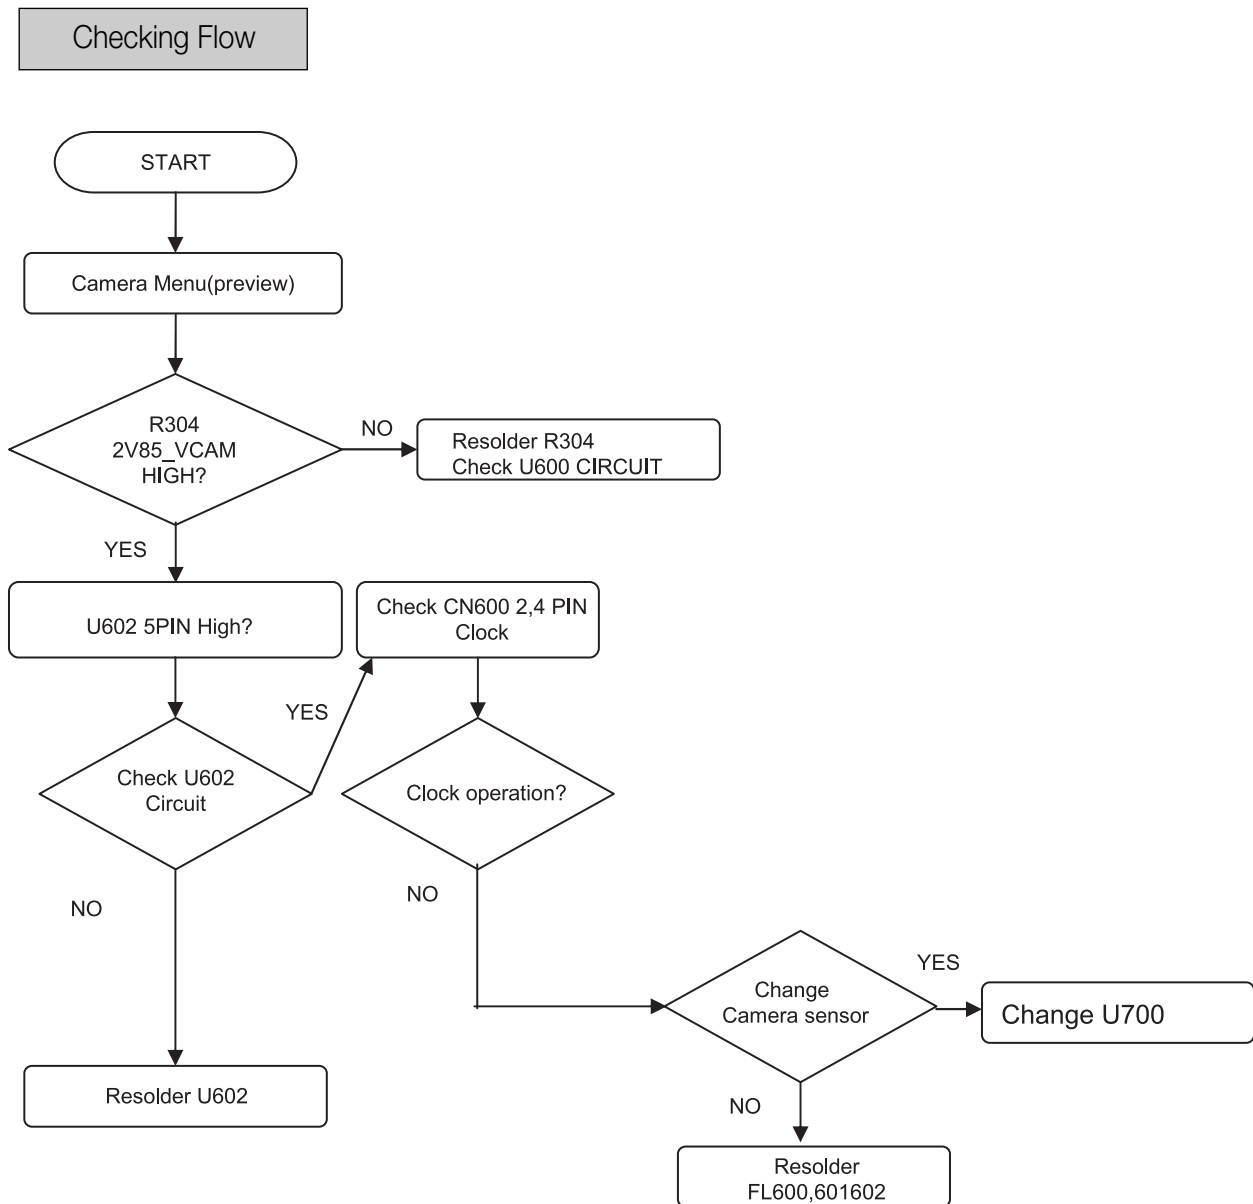 Checking Flow
START
Camera Menu(preview)
R304
2V85_VCAM
HIGH?
NO
Resolder R304
Check U600 CIRCUIT
YES
U602 5PIN High?
Check CN600 2,4 PIN
Clock
YES
Check U602
Circuit
Clock operation?
NO
NO
Change
Camera sensor
YES
Change U700
Resolder U602
NO
Resolder
FL600,601602